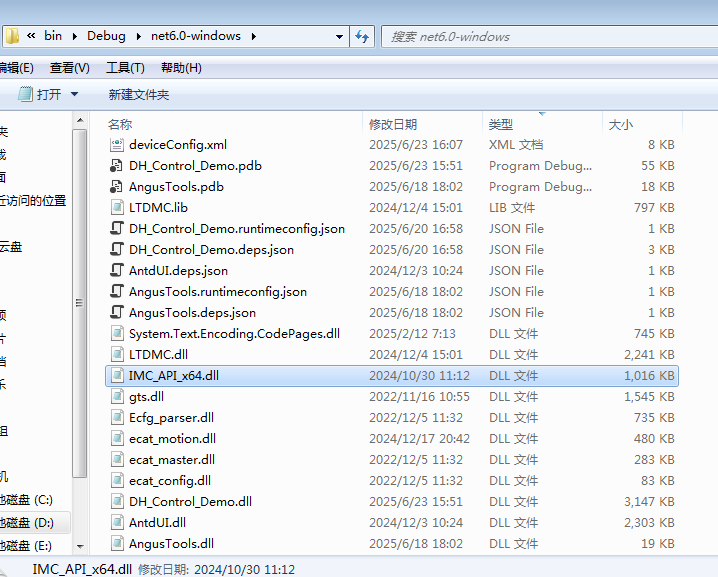 « bin ▸ Debug ▸ net6.0-windows ▸
搜索 net6.0-windows
编辑(E) 查看(V) 工具(T) 帮助(H)
打开 新建文件夹
名称 修改日期 类型 大小
deviceConfig.xml 2025/6/23 16:07 XML 文档 8 KB
DH_Control_Demo.pdb 2025/6/23 15:51 Program Debug... 55 KB
AngusTools.pdb 2025/6/18 18:02 Program Debug... 18 KB
近访问的位置
LTDMC.lib 2024/12/4 15:01 LIB 文件 797 KB
DH_Control_Demo.runtimeconfig.json 2025/6/20 16:58 JSON File 1 KB
云盘
DH_Control_Demo.deps.json 2025/6/20 16:58 JSON File 3 KB
AntdUI.deps.json 2024/12/3 10:24 JSON File 1 KB
AngusTools.runtimeconfig.json 2025/6/18 18:02 JSON File 1 KB
AngusTools.deps.json 2025/6/18 18:02 JSON File 1 KB
System.Text.Encoding.CodePages.dll 2025/2/12 7:13 DLL 文件 745 KB
LTDMC.dll 2024/12/4 15:01 DLL 文件 2,241 KB
IMC_API_x64.dll 2024/10/30 11:12 DLL 文件 1,016 KB
gts.dll 2022/11/16 10:55 DLL 文件 1,545 KB
Ecfg_parser.dll 2022/12/5 11:32 DLL 文件 735 KB
组
ecat_motion.dll 2024/12/17 20:42 DLL 文件 480 KB
ecat_master.dll 2022/12/5 11:32 DLL 文件 283 KB
机
ecat_config.dll 2022/12/5 11:32 DLL 文件 83 KB
地磁盘 (C:)
DH_Control_Demo.dll 2025/6/23 15:51 DLL 文件 3,147 KB
地磁盘 (D:)
AntdUI.dll 2024/12/3 10:24 DLL 文件 2,303 KB
地磁盘 (E:)
AngusTools.dll 2025/6/18 18:02 DLL 文件 19 KB
IMC_API_x64.dll 修改日期: 2024/10/30 11:12